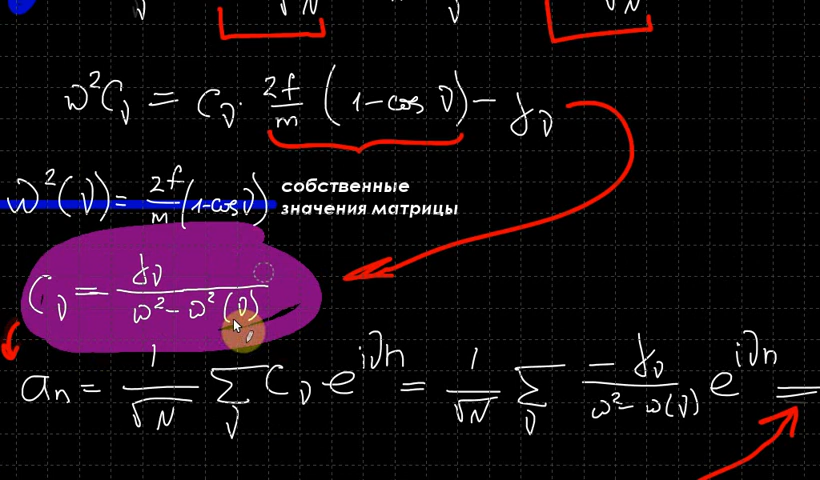 √N √N
ω²C_ν = C_ν · 2f/m (1-cos ν) - γ_ν
ω²(ν) = 2f/m (1-cos ν)
собственные
значения матрицы
C_ν = γ_ν / ω² - ω²(ν)
a_n = 1/√N Σ_ν C_ν e^{iνn} = 1/√N Σ_ν -γ_ν / ω² - ω(ν) e^{iνn} =